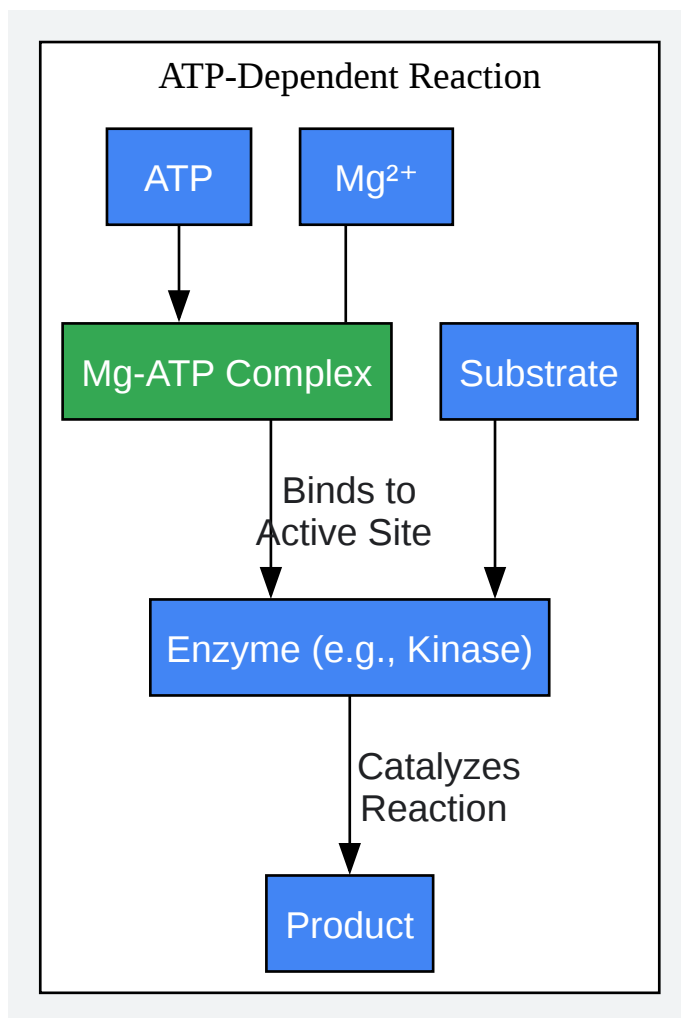 ATP-Dependent Reaction
ATP
Mg²⁺
Mg-ATP Complex
Substrate
Binds to
Active Site
Enzyme (e.g., Kinase)
Catalyzes
Reaction
Product